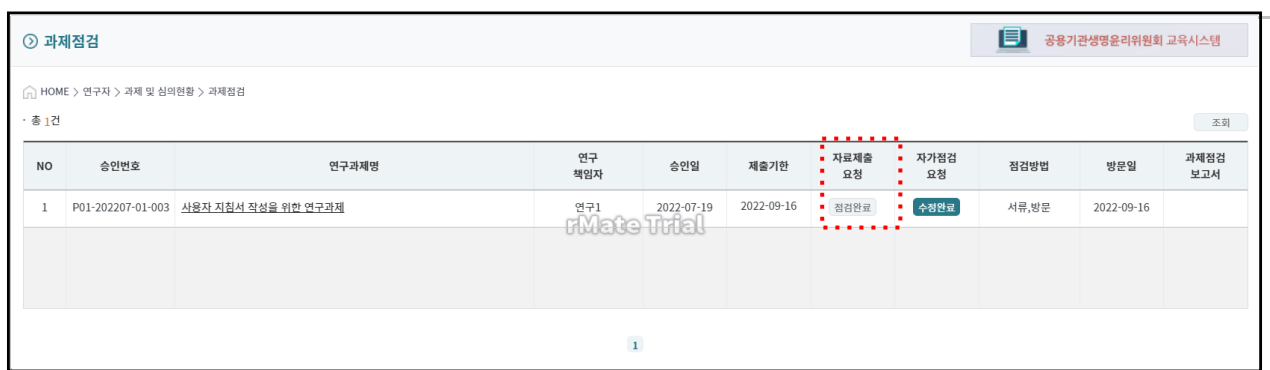 과제점검
공용기관생명윤리위원회 교육시스템
HOME > 연구자 > 과제 및 심의현황 > 과제점검
· 총 1건
조회
NO 승인번호 연구과제명 연구 책임자 승인일 제출기한 자료제출 요청 자가점검 요청 점검방법 방문일 과제점검 보고서
1 P01-202207-01-003 사용자 지침서 작성을 위한 연구과제 연구1 2022-07-19 2022-09-16 점검완료 수정완료 서류,방문 2022-09-16
rMate Trial
1